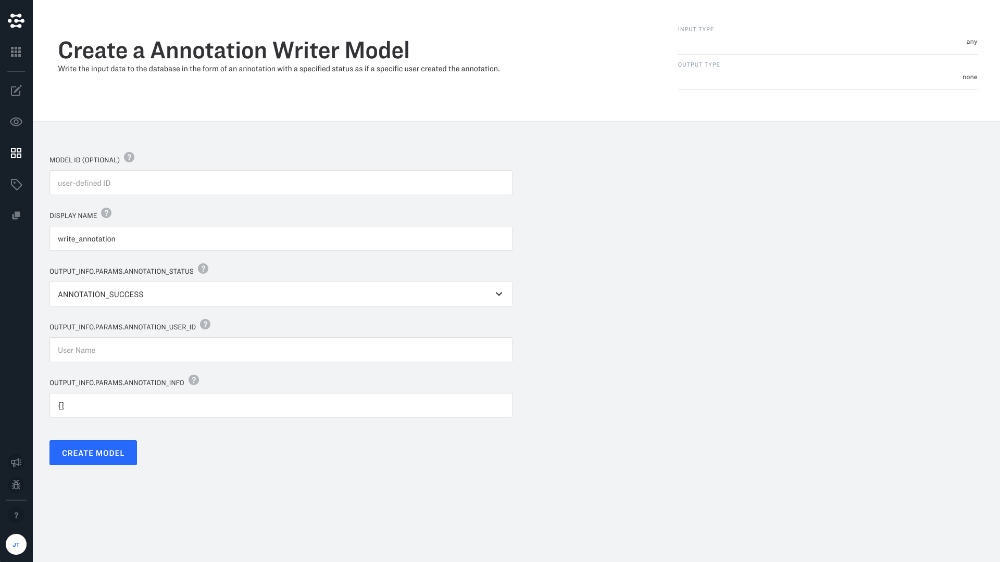 Create a Annotation Writer Model
Write the input data to the database in the form of an annotation with a specified status as if a specific user created the annotation.
INPUT TYPE
any
OUTPUT TYPE
none
MODEL ID (OPTIONAL) ?
user-defined ID
DISPLAY NAME ?
write_annotation
OUTPUT_INFO.PARAMS.ANNOTATION_STATUS ?
ANNOTATION_SUCCESS
OUTPUT_INFO.PARAMS.ANNOTATION_USER_ID ?
User Name
OUTPUT_INFO.PARAMS.ANNOTATION_INFO ?
{}
CREATE MODEL
?
JT